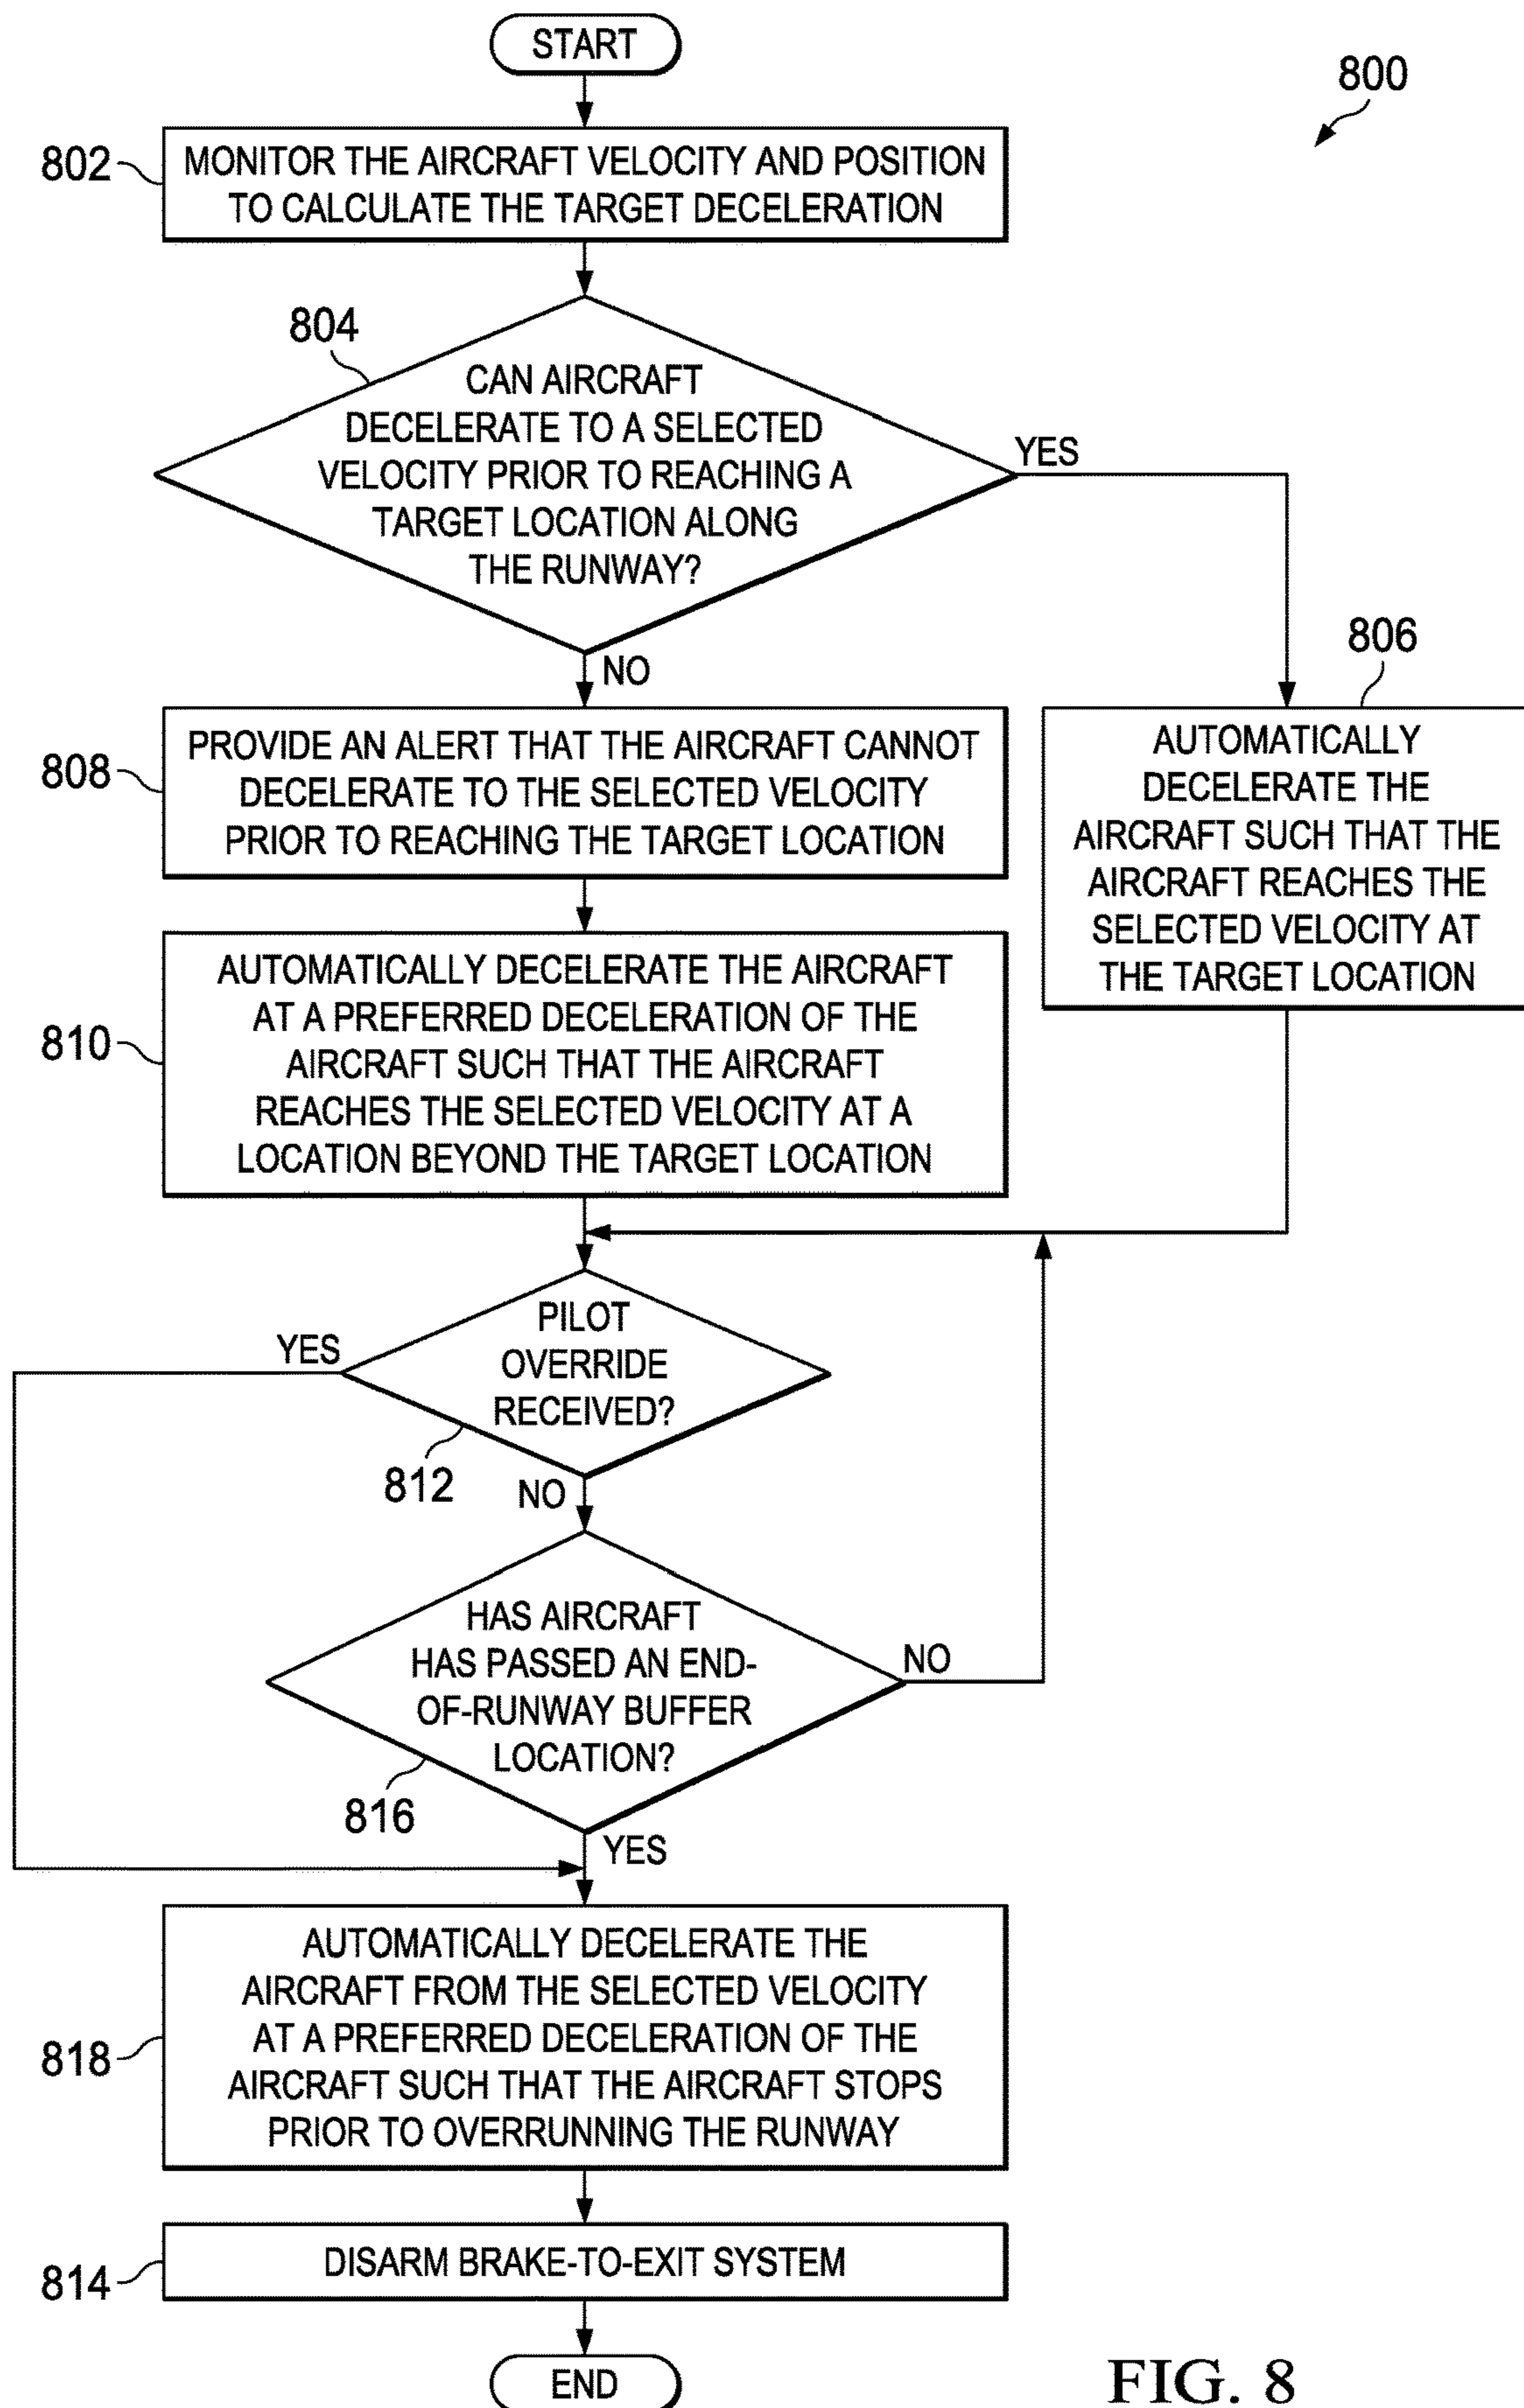 START
800
802
MONITOR THE AIRCRAFT VELOCITY AND POSITION
TO CALCULATE THE TARGET DECELERATION
804
CAN AIRCRAFT
DECELERATE TO A SELECTED
VELOCITY PRIOR TO REACHING A
TARGET LOCATION ALONG
THE RUNWAY?
YES
NO
806
AUTOMATICALLY
DECELERATE THE
AIRCRAFT SUCH THAT THE
AIRCRAFT REACHES THE
SELECTED VELOCITY AT
THE TARGET LOCATION
808
PROVIDE AN ALERT THAT THE AIRCRAFT CANNOT
DECELERATE TO THE SELECTED VELOCITY
PRIOR TO REACHING THE TARGET LOCATION
810
AUTOMATICALLY DECELERATE THE AIRCRAFT
AT A PREFERRED DECELERATION OF THE
AIRCRAFT SUCH THAT THE AIRCRAFT
REACHES THE SELECTED VELOCITY AT A
LOCATION BEYOND THE TARGET LOCATION
PILOT
OVERRIDE
RECEIVED?
YES
812
NO
HAS AIRCRAFT
HAS PASSED AN END-
OF-RUNWAY BUFFER
LOCATION?
NO
816
YES
818
AUTOMATICALLY DECELERATE THE
AIRCRAFT FROM THE SELECTED VELOCITY
AT A PREFERRED DECELERATION OF THE
AIRCRAFT SUCH THAT THE AIRCRAFT STOPS
PRIOR TO OVERRUNNING THE RUNWAY
814
DISARM BRAKE-TO-EXIT SYSTEM
END
FIG. 8